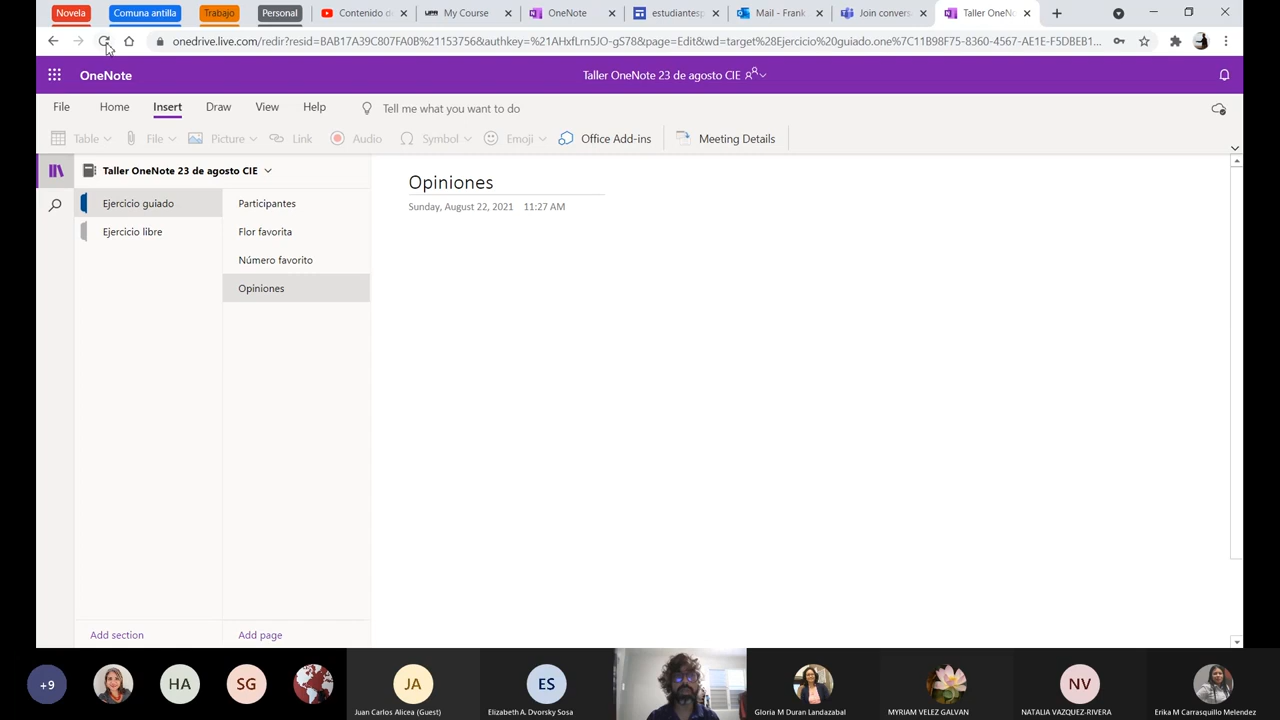 Novela
Comuna antilla
Trabajo
Personal
Contenido d
My Course
OneNote
estudiantes
Mail - Frank
Join conve
Taller OneN
onedrive.live.com/redir?resid=BAB17A39C807FA0B%21153756&authkey=%21AHxfLrn5JO-gS78&page=Edit&wd=target%28Ejercicio%20guiado.one%7C11B98F75-8360-4567-AE1E-F5DBEB1...
OneNote
Taller OneNote 23 de agosto CIE
File Home Insert Draw View Help Tell me what you want to do
Table File Picture Link Audio Symbol Emoji Office Add-ins Meeting Details
Taller OneNote 23 de agosto CIE
Ejercicio guiado
Ejercicio libre
Participantes
Flor favorita
Número favorito
Opiniones
Opiniones
Sunday, August 22, 2021 11:27 AM
Add section
Add page
+9
HA
SG
JA
ES
NV
Juan Carlos Alicea (Guest)
Elizabeth A. Dvorsky Sosa
Gloria M Duran Landazabal
MYRIAM VELEZ GALVAN
NATALIA VAZQUEZ-RIVERA
Erika M Carrasquillo Melendez